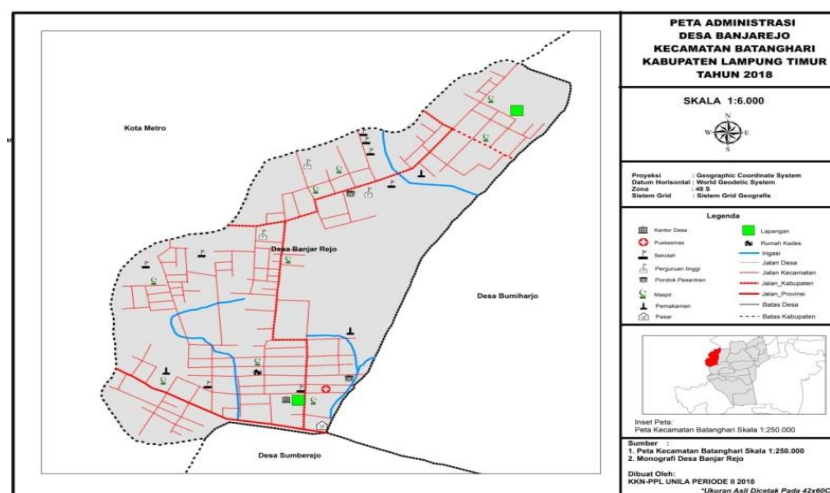 PETA ADMINISTRASI
DESA BANJAREJO
KECAMATAN BATANGHARI
KABUPATEN LAMPUNG TIMUR
TAHUN 2018
SKALA 1:6.000
N
W E
S
Proyeksi : Geographic Coordinate System
Datum Horisontal : World Geodetic System
Zona : 48 S
Sistem Grid : Sistem Grid Geografis
Legenda
Kantor Desa
Puskesmas
Sekolah
Perguruan tinggi
Pondok Pesantren
Masjid
Pemakaman
Pasar
Lapangan
Rumah Kades
Irigasi
Jalan Desa
Jalan Kecamatan
Jalan_Kabupaten
Jalan_Provinsi
Batas Desa
Batas Kabupaten
Inset Peta:
Peta Kecamatan Batanghari Skala 1:250.000
Sumber :
1. Peta Kecamatan Batanghari Skala 1:250.000
2. Monografi Desa Banjar Rejo
Dibuat Oleh:
KKN-PPL UNILA PERIODE II 2018
*Ukuran Asli Dicetak Pada 42x60C
Kota Metro
Desa Banjar Rejo
Desa Bumiharjo
Desa Sumberejo